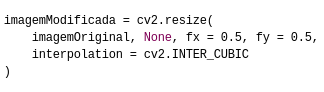 imagemModificada = cv2.resize(
    imagemOriginal, None, fx = 0.5, fy = 0.5,
    interpolation = cv2.INTER_CUBIC
)